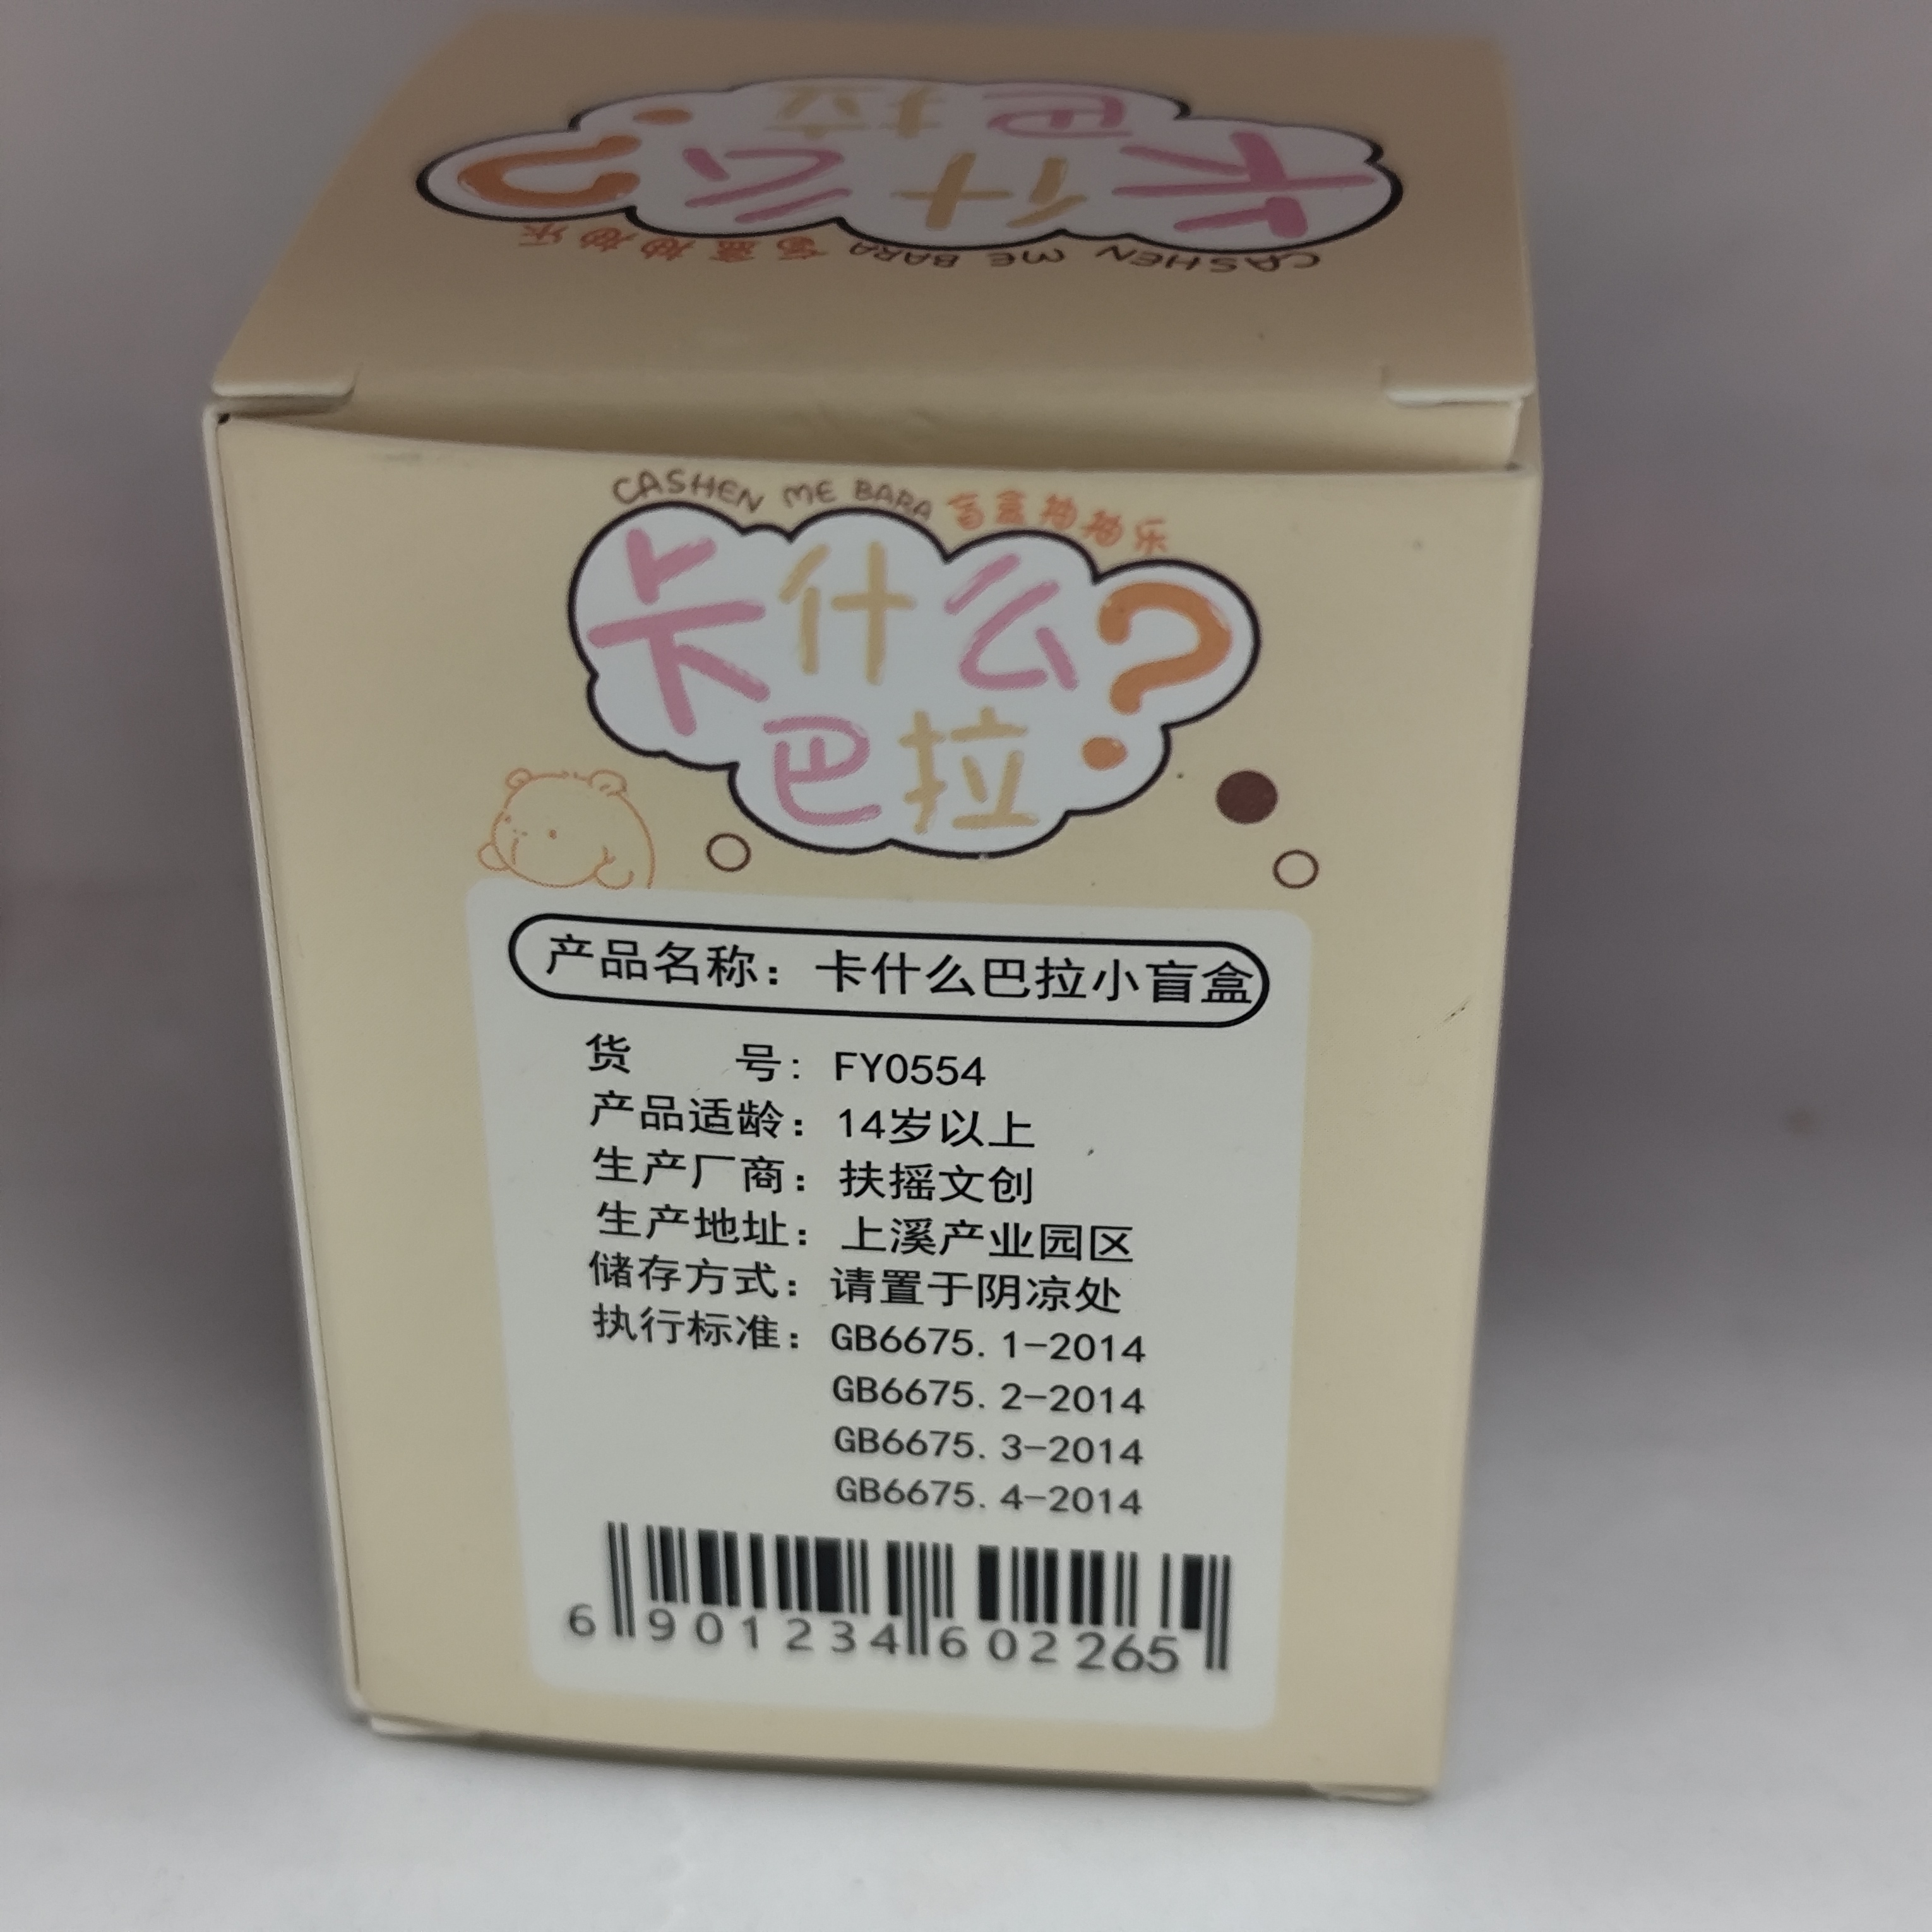 卡什么?
巴拉
CASHEN ME BARA 盲盒抽抽乐
CASHEN ME BARA 盲盒抽抽乐
卡什么?
巴拉
产品名称：卡什么巴拉小盲盒
货 号：FY0554
产品适龄：14岁以上
生产厂商：扶摇文创
生产地址：上溪产业园区
储存方式：请置于阴凉处
执行标准：GB6675.1-2014
GB6675.2-2014
GB6675.3-2014
GB6675.4-2014
6 901234 602265